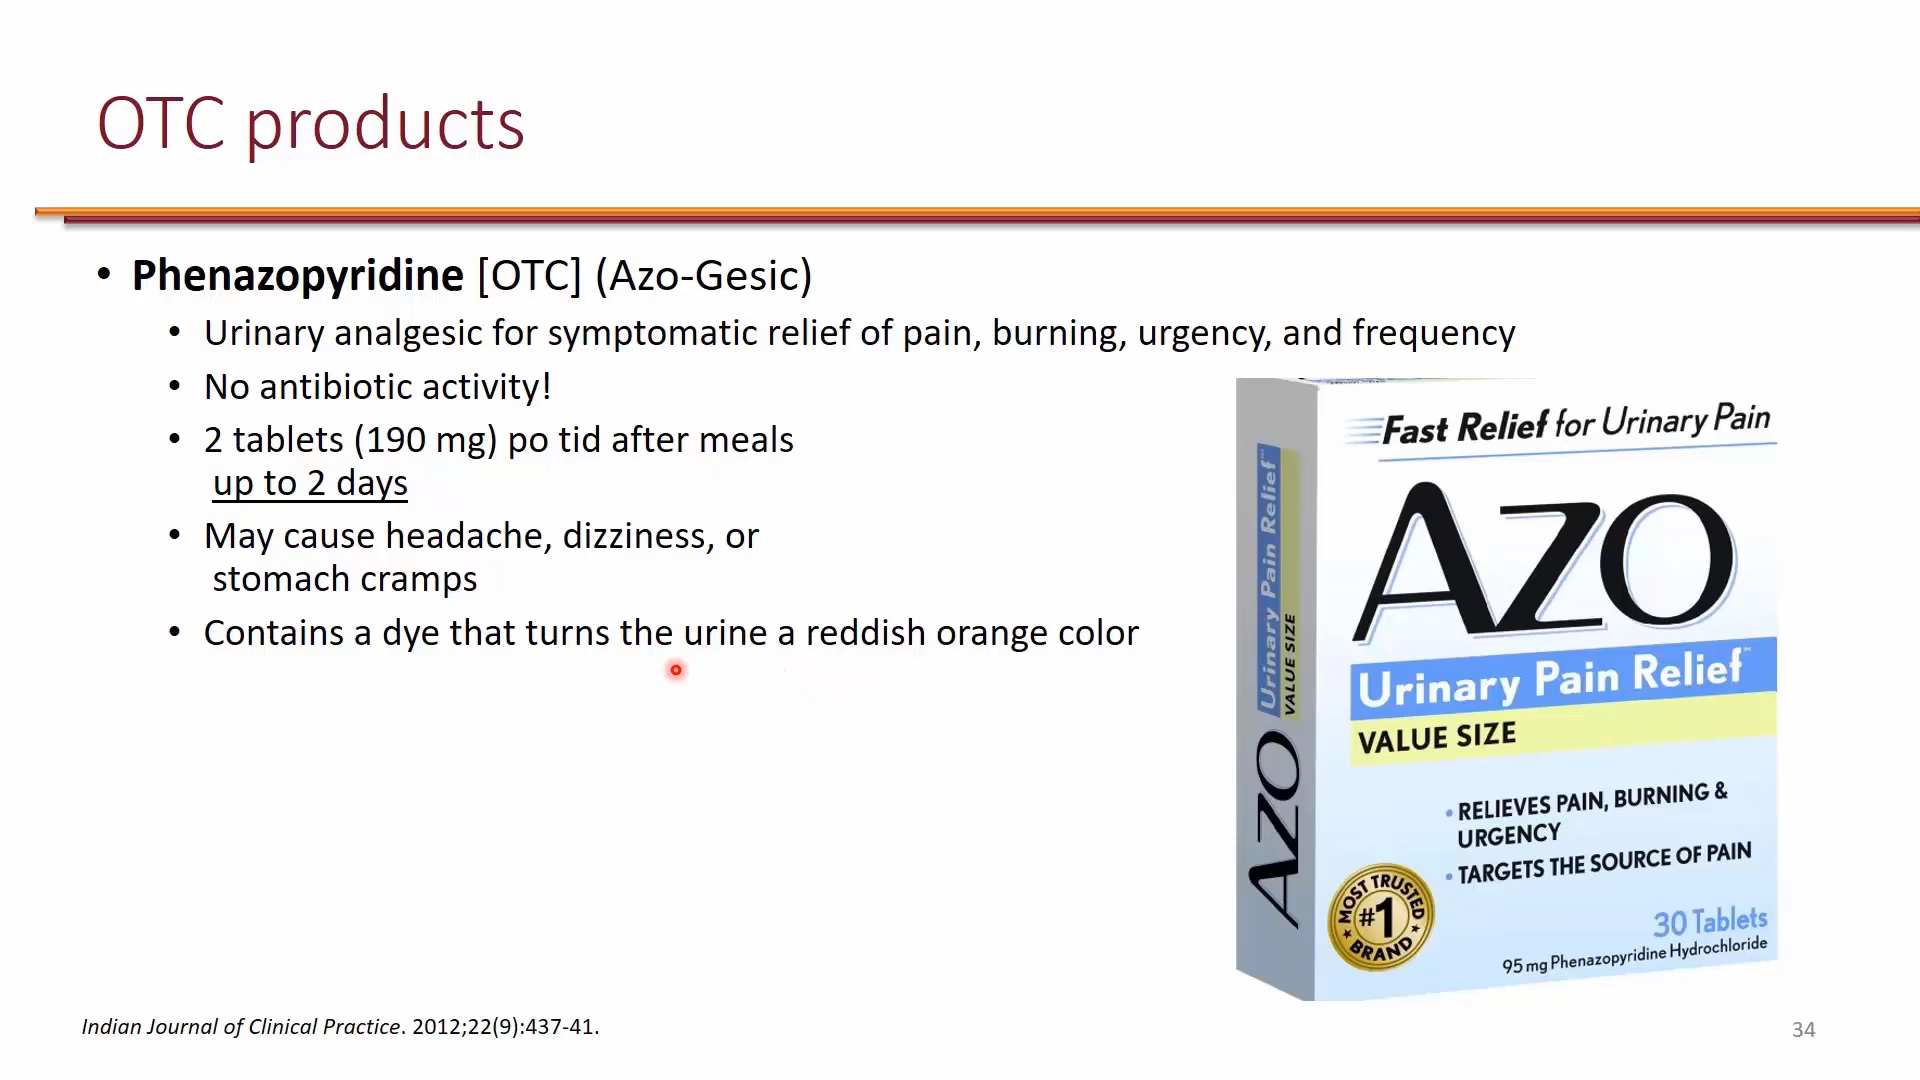 OTC products
• Phenazopyridine [OTC] (Azo-Gesic)
• Urinary analgesic for symptomatic relief of pain, burning, urgency, and frequency
• No antibiotic activity!
• 2 tablets (190 mg) po tid after meals
up to 2 days
• May cause headache, dizziness, or
stomach cramps
• Contains a dye that turns the urine a reddish orange color
Fast Relief for Urinary Pain
AZO
Urinary Pain Relief™
VALUE SIZE
• RELIEVES PAIN, BURNING &
URGENCY
• TARGETS THE SOURCE OF PAIN
MOST TRUSTED
#1
BRAND
30 Tablets
95 mg Phenazopyridine Hydrochloride
AZO
Urinary Pain Relief™
VALUE SIZE
Indian Journal of Clinical Practice. 2012;22(9):437-41.
34